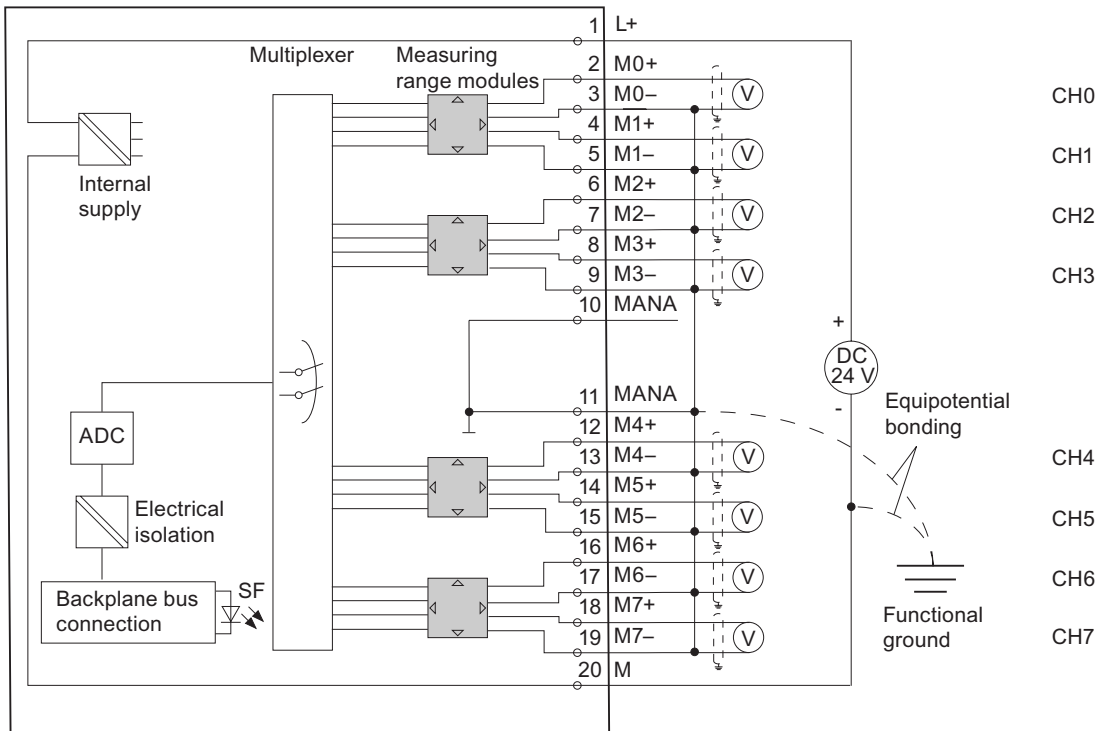 1 L+
Multiplexer
Measuring
range modules
2 M0+
3 M0–
V
CH0
4 M1+
5 M1–
V
CH1
Internal
supply
6 M2+
7 M2–
V
CH2
8 M3+
9 M3–
V
CH3
10 MANA
+
DC
24 V
-
11 MANA
Equipotential
bonding
ADC
12 M4+
13 M4–
V
CH4
14 M5+
15 M5–
V
CH5
Electrical
isolation
16 M6+
17 M6–
V
CH6
Backplane bus
connection
SF
18 M7+
19 M7–
V
CH7
Functional
ground
20 M